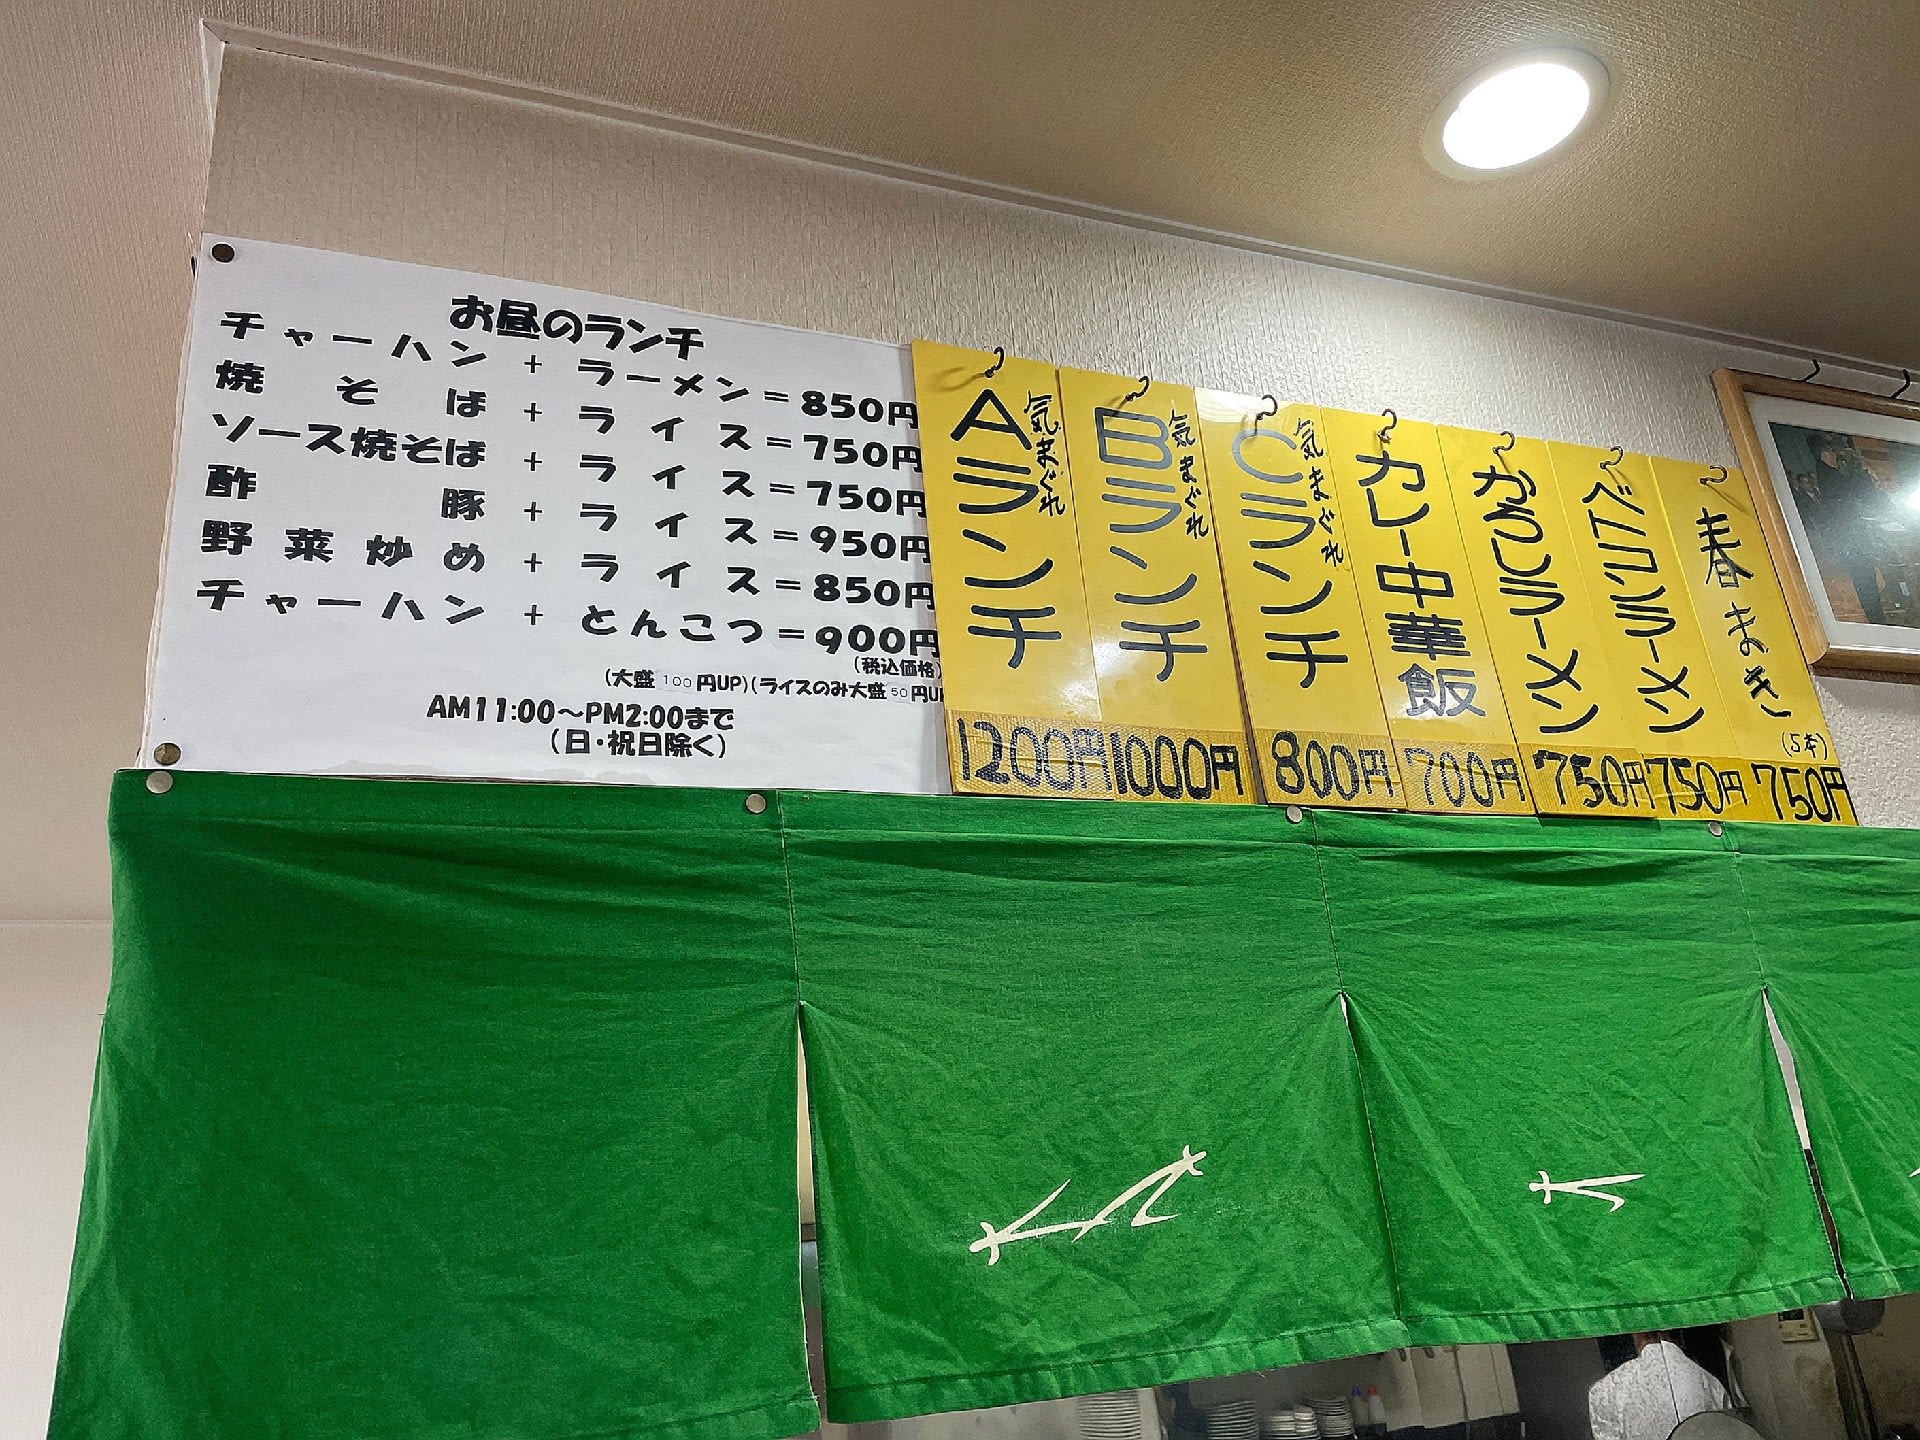 お昼のランチ
チャーハン + ラーメン = 850円
焼そば + ライス = 750円
ソース焼そば + ライス = 750円
酢豚 + ライス = 950円
野菜炒め + ライス = 850円
チャーハン + とんこつ = 900円
(税込価格)
(大盛100円UP)(ライスのみ大盛50円UP
AM11:00～PM2:00まで
(日・祝日除く)
気まぐれ
Aランチ
1200円
気まぐれ
Bランチ
1000円
気まぐれ
Cランチ
800円
カレー中華飯
700円
からしラーメン
750円
ベトコンラーメン
750円
春まき
(5本)
750円